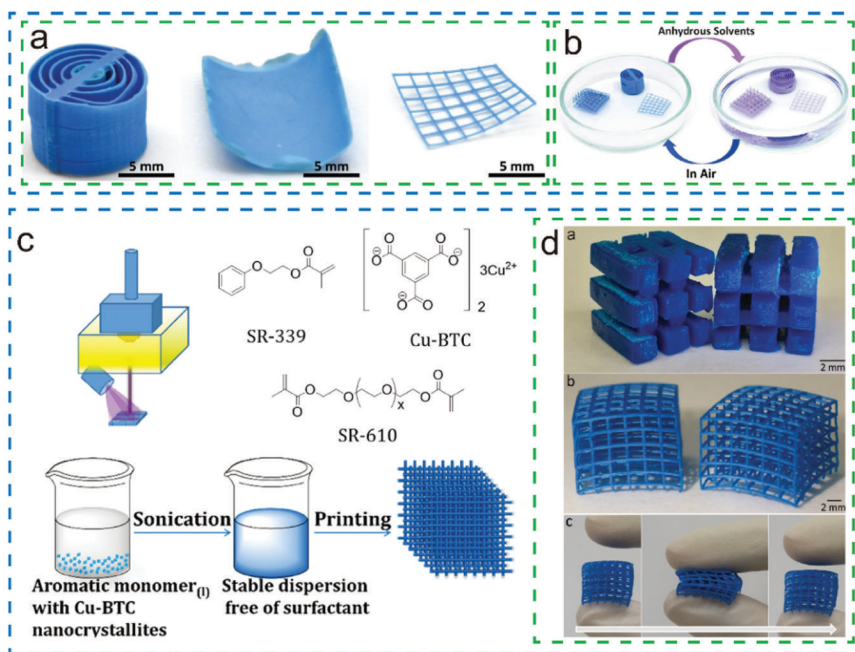 a
5 mm
5 mm
5 mm
b
Anhydrous Solvents
In Air
c
O
O
SR-339
O
O
O
O
O
O
2
3Cu2+
Cu-BTC
O
O
O
x
O
O
SR-610
Sonication
Printing
Aromatic monomer(l)
with Cu-BTC
nanocrystallites
Stable dispersion
free of surfactant
d
a
2 mm
b
2 mm
c